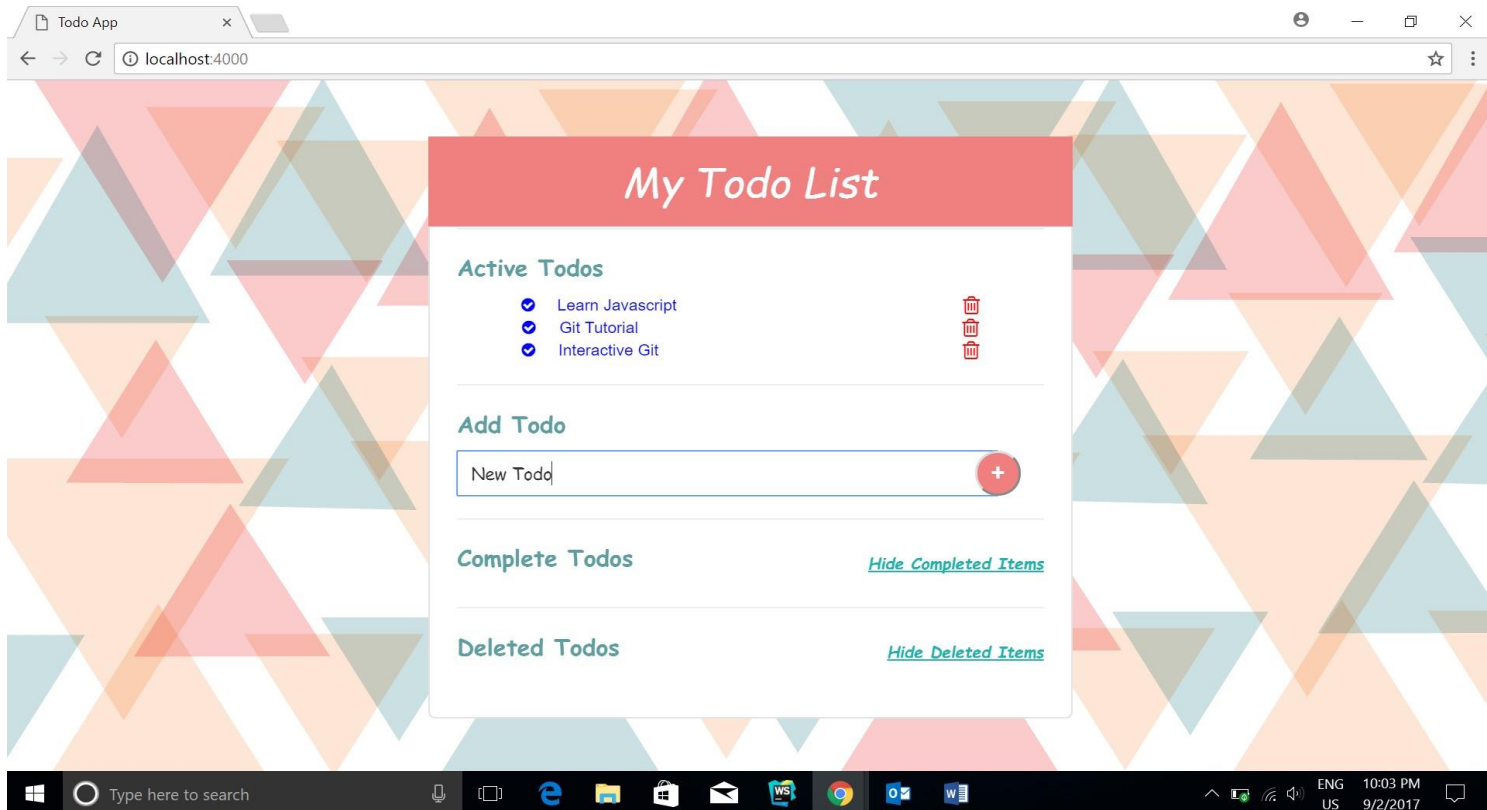 Todo App
localhost:4000
My Todo List
Active Todos
Learn Javascript
Git Tutorial
Interactive Git
Add Todo
New Todo
+
Complete Todos
Hide Completed Items
Deleted Todos
Hide Deleted Items
Type here to search
WS
ENG
US
10:03 PM
9/2/2017